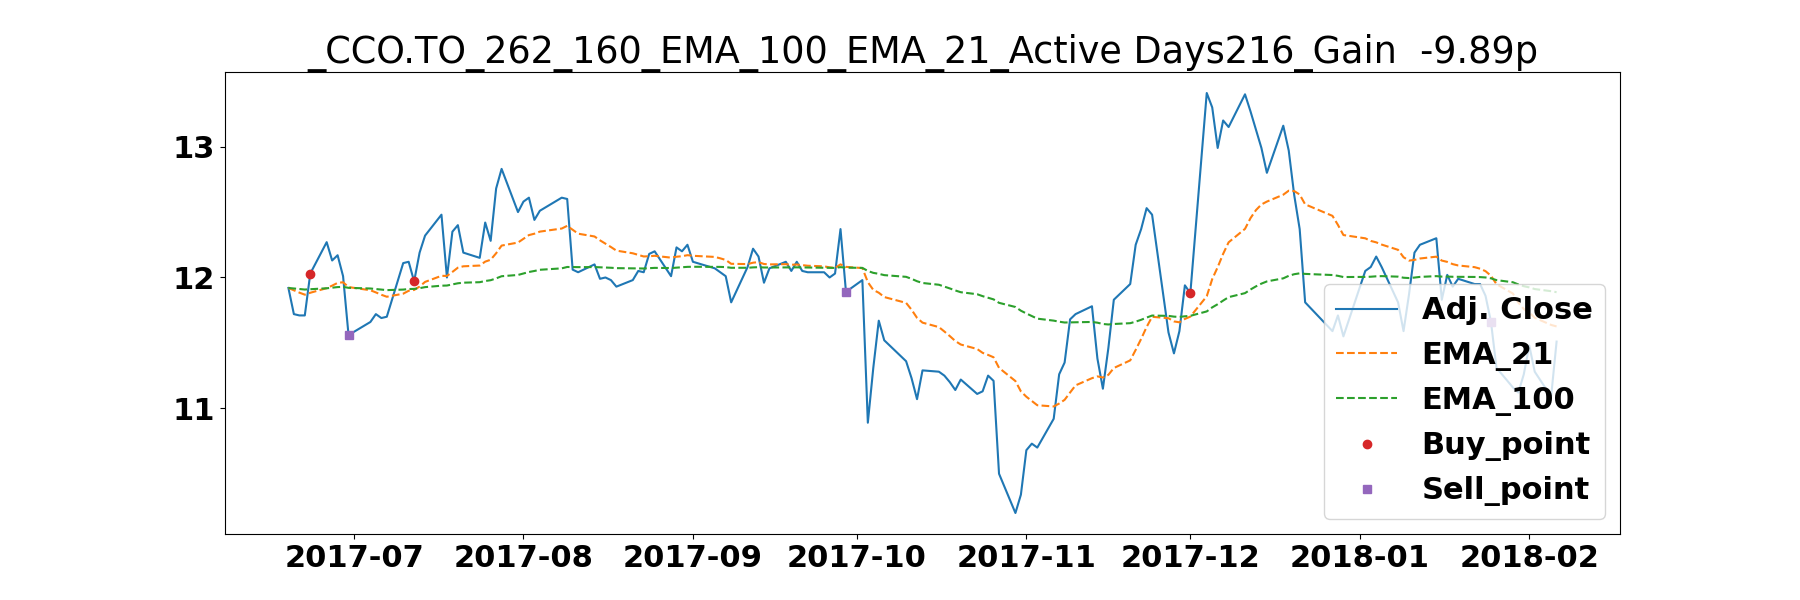 _CCO.TO_262_160_EMA_100_EMA_21_Active Days216_Gain  -9.89p
13
12
11
Adj. Close
EMA_21
EMA_100
Buy_point
Sell_point
2017-07 2017-08 2017-09 2017-10 2017-11 2017-12 2018-01 2018-02